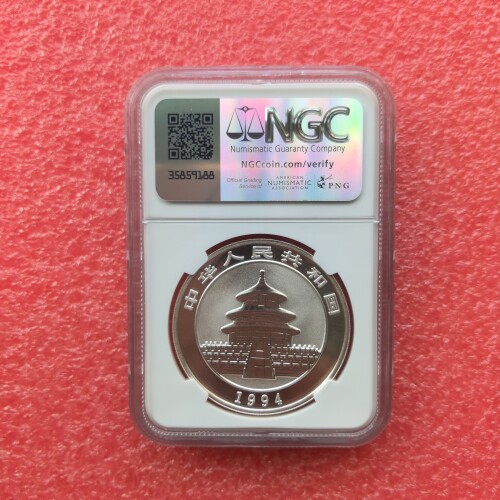 NGC
Numismatic Guaranty Company
NGCcoin.com/verify
35859188
Official Grading
Service of
AMERICAN
NUMISMATIC
ASSOCIATION
PNG
中华人民共和国
1994